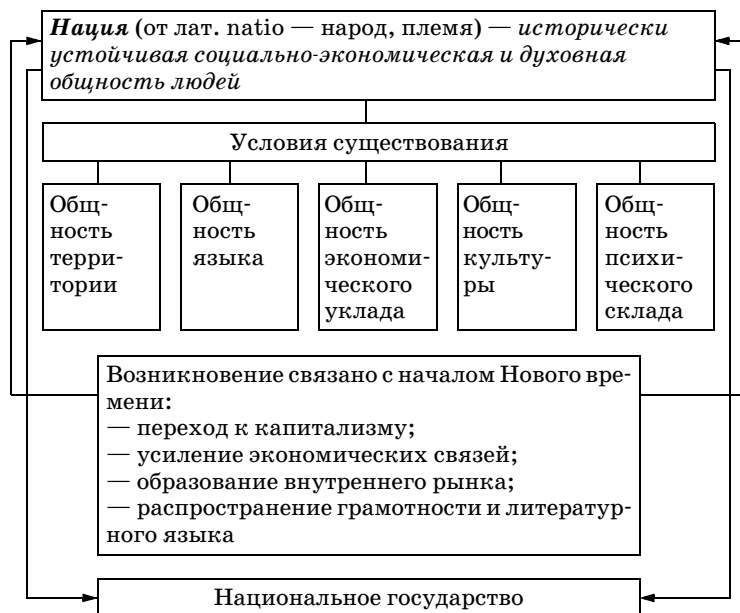 Нация (от лат. natio — народ, племя) — исторически
устойчивая социально-экономическая и духовная
общность людей
Условия существования
Общ-
ность
терри-
тории
Общ-
ность
языка
Общ-
ность
экономи-
ческого
уклада
Общ-
ность
культу-
ры
Общ-
ность
психи-
ческого
склада
Возникновение связано с началом Нового вре-
мени:
— переход к капитализму;
— усиление экономических связей;
— образование внутреннего рынка;
— распространение грамотности и литератур-
ного языка
Национальное государство